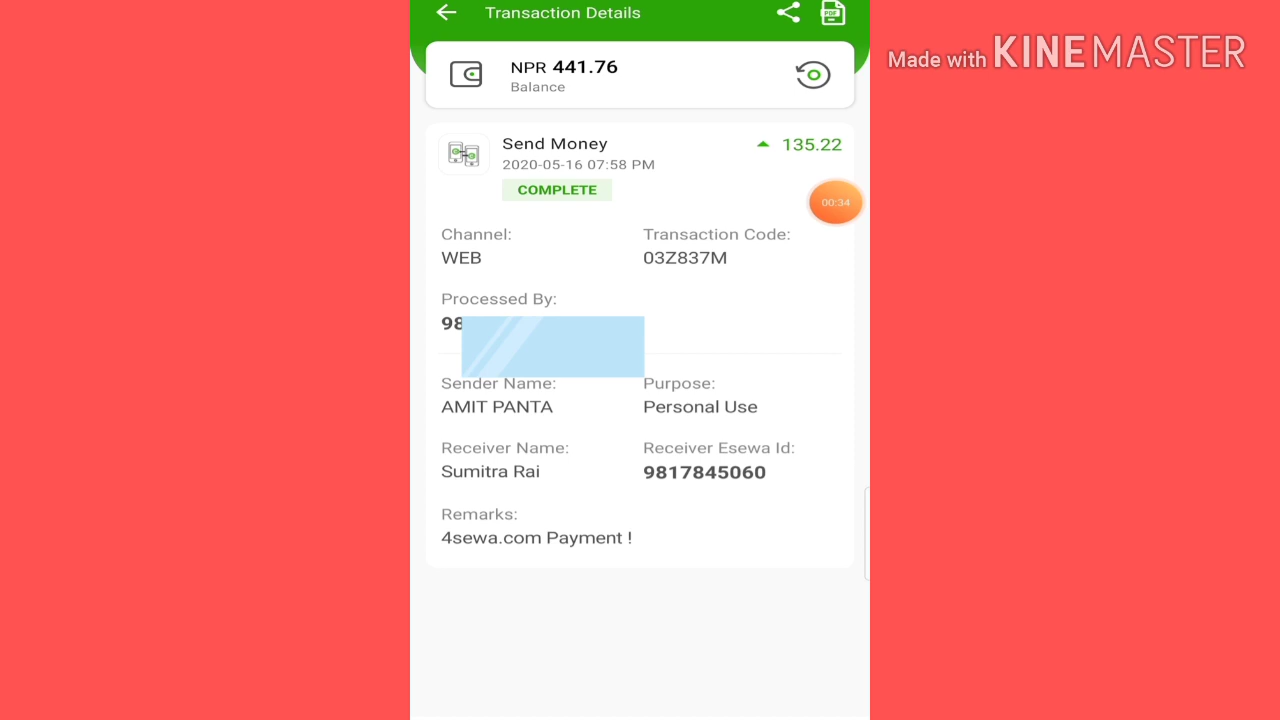 Transaction Details
PDF
Made with KINEMASTER
NPR 441.76
Balance
Send Money
135.22
2020-05-16 07:58 PM
COMPLETE
00:34
Channel:
Transaction Code:
WEB
03Z837M
Processed By:
98
Sender Name:
Purpose:
AMIT PANTA
Personal Use
Receiver Name:
Receiver Esewa Id:
Sumitra Rai
9817845060
Remarks:
4sewa.com Payment !